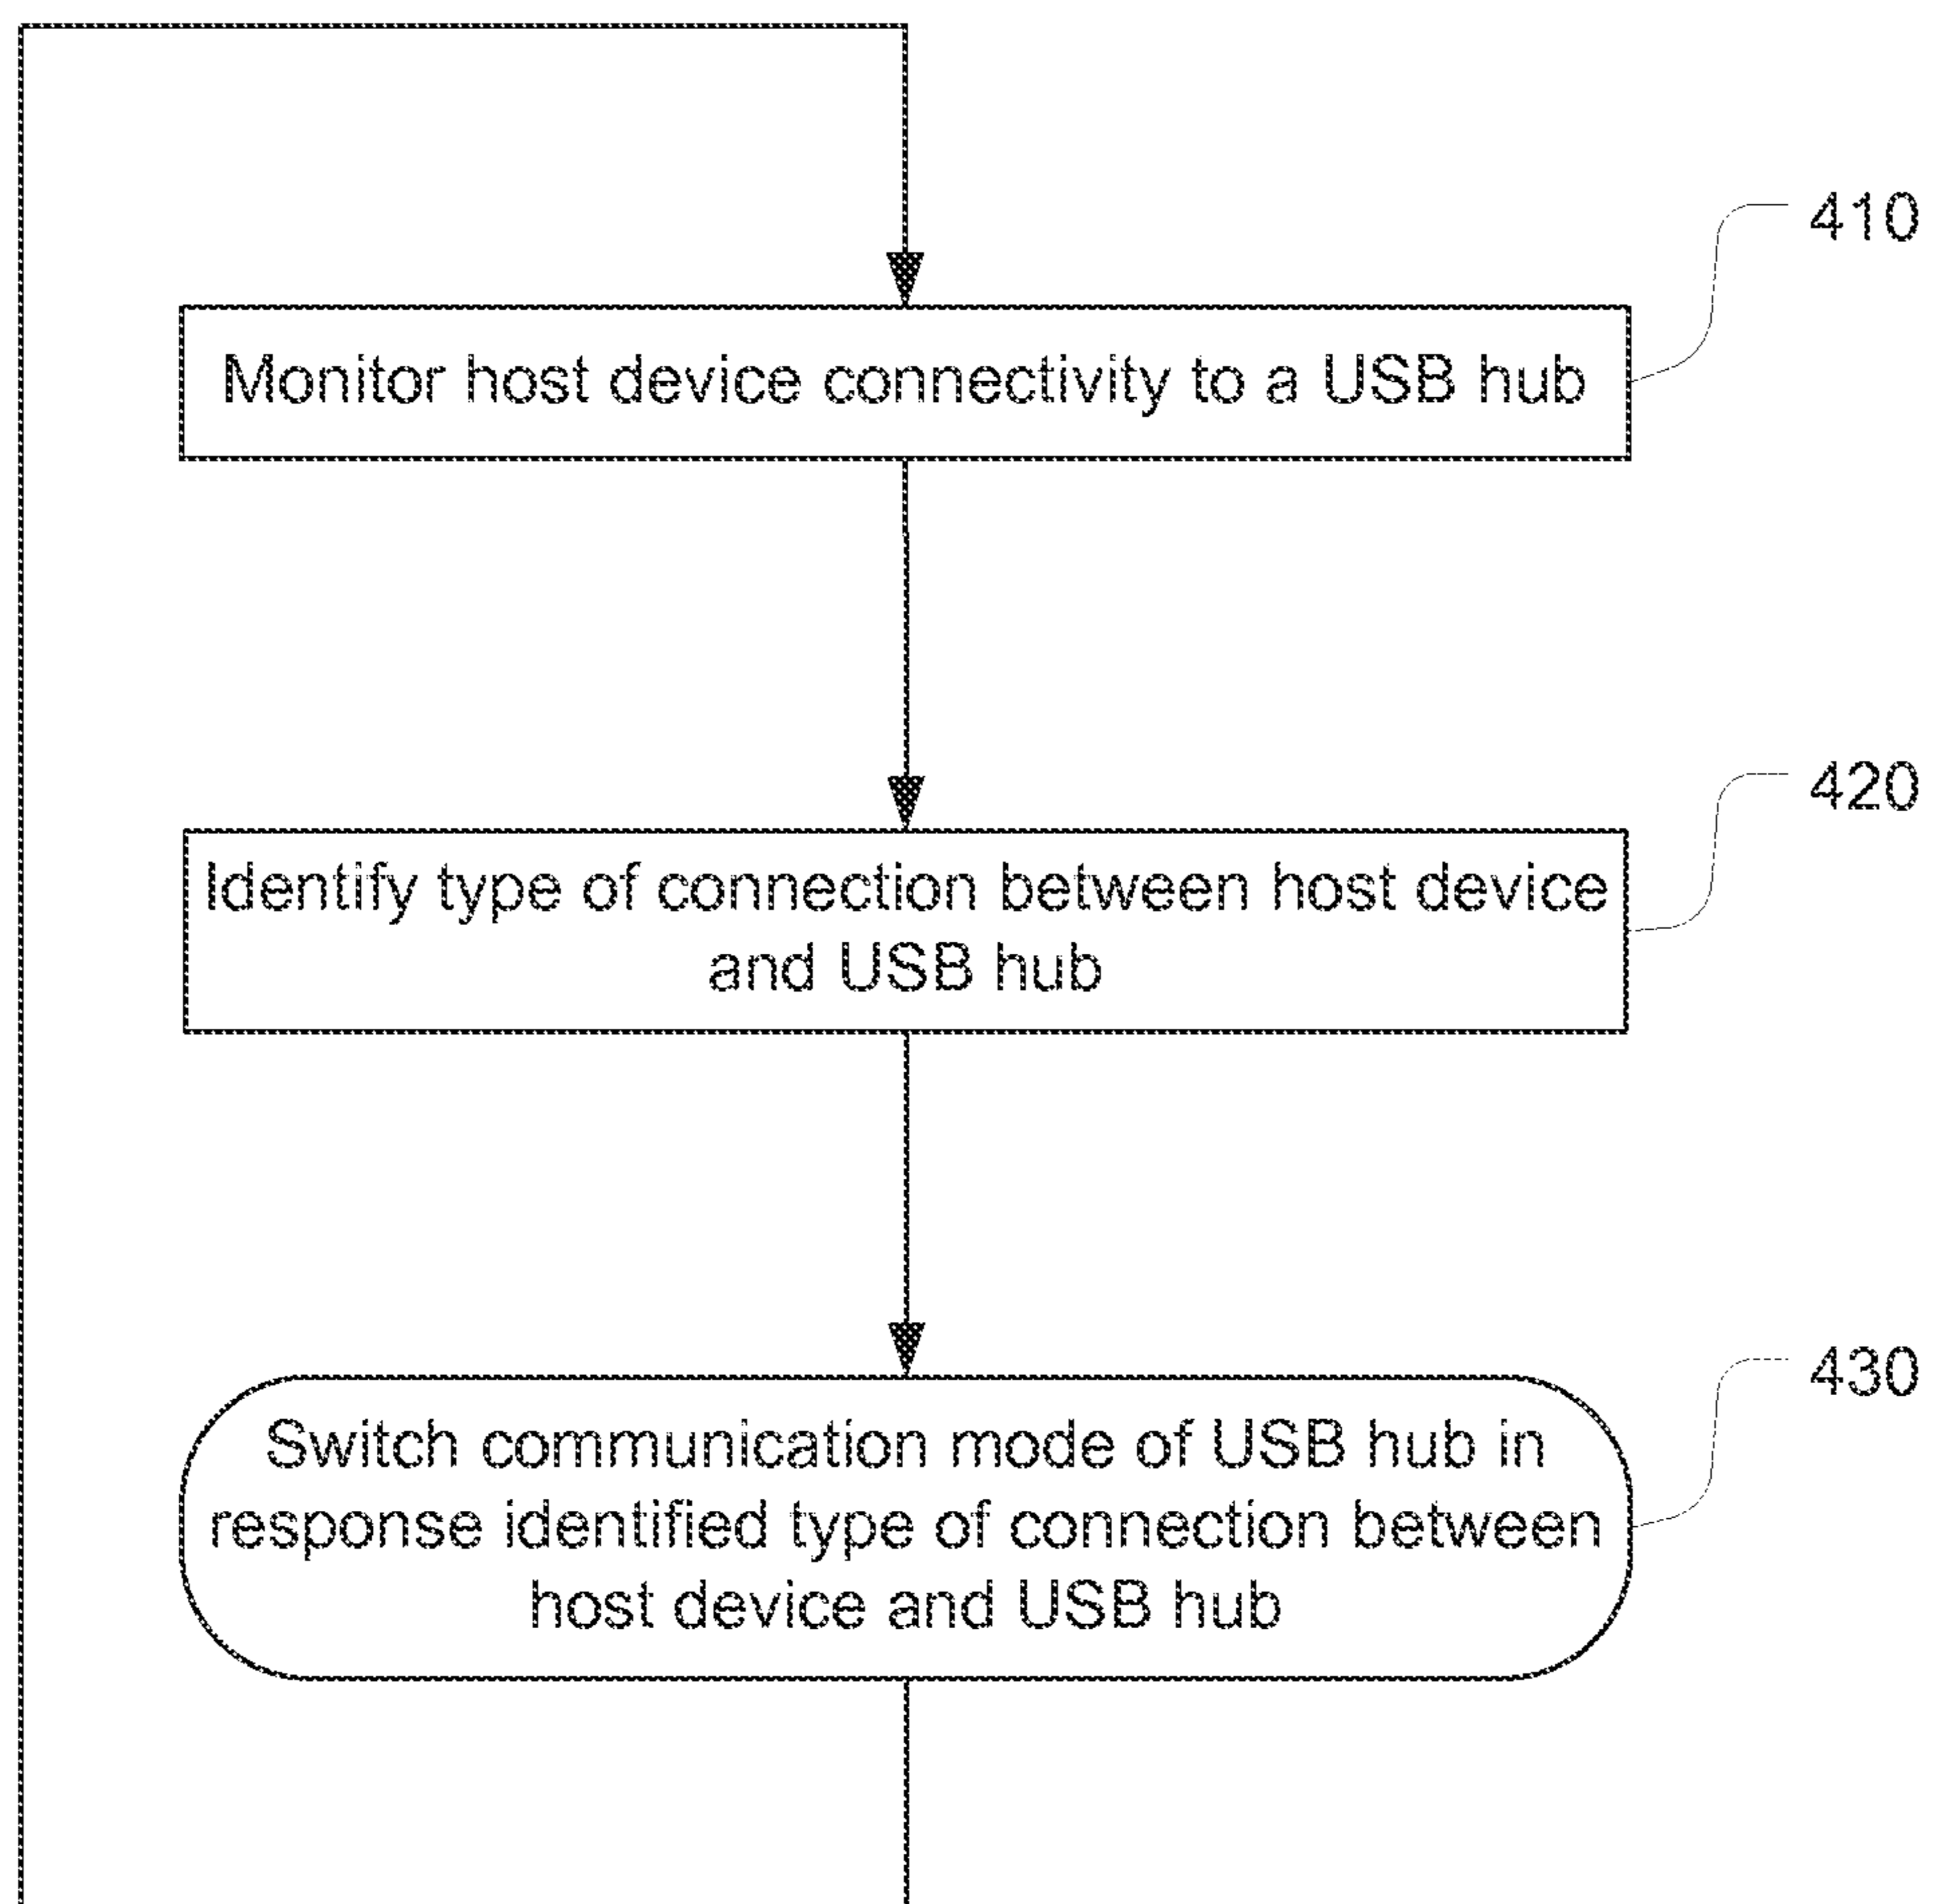 410
Monitor host device connectivity to a USB hub
420
Identify type of connection between host device
and USB hub
430
Switch communication mode of USB hub in
response identified type of connection between
host device and USB hub